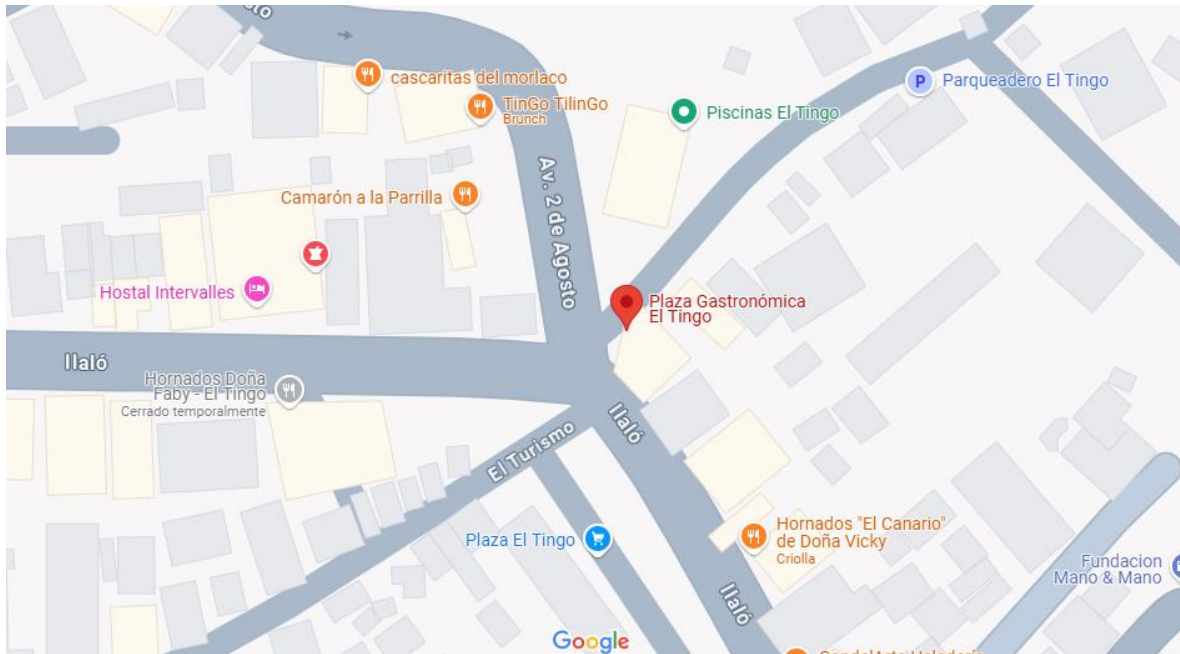 cascaritas del morlaco
TinGo TilinGo
Brunch
Piscinas El Tingo
P
Parqueadero El Tingo
Camarón a la Parrilla
Av. 2 de Agosto
Hostal Intervalles
Plaza Gastronómica
El Tingo
Ilaló
Hornados Doña
Faby - El Tingo
Cerrado temporalmente
Ilaló
El Turismo
Plaza El Tingo
Hornados "El Canario"
de Doña Vicky
Criolla
Fundacion
Mano & Mano
Ilaló
Google